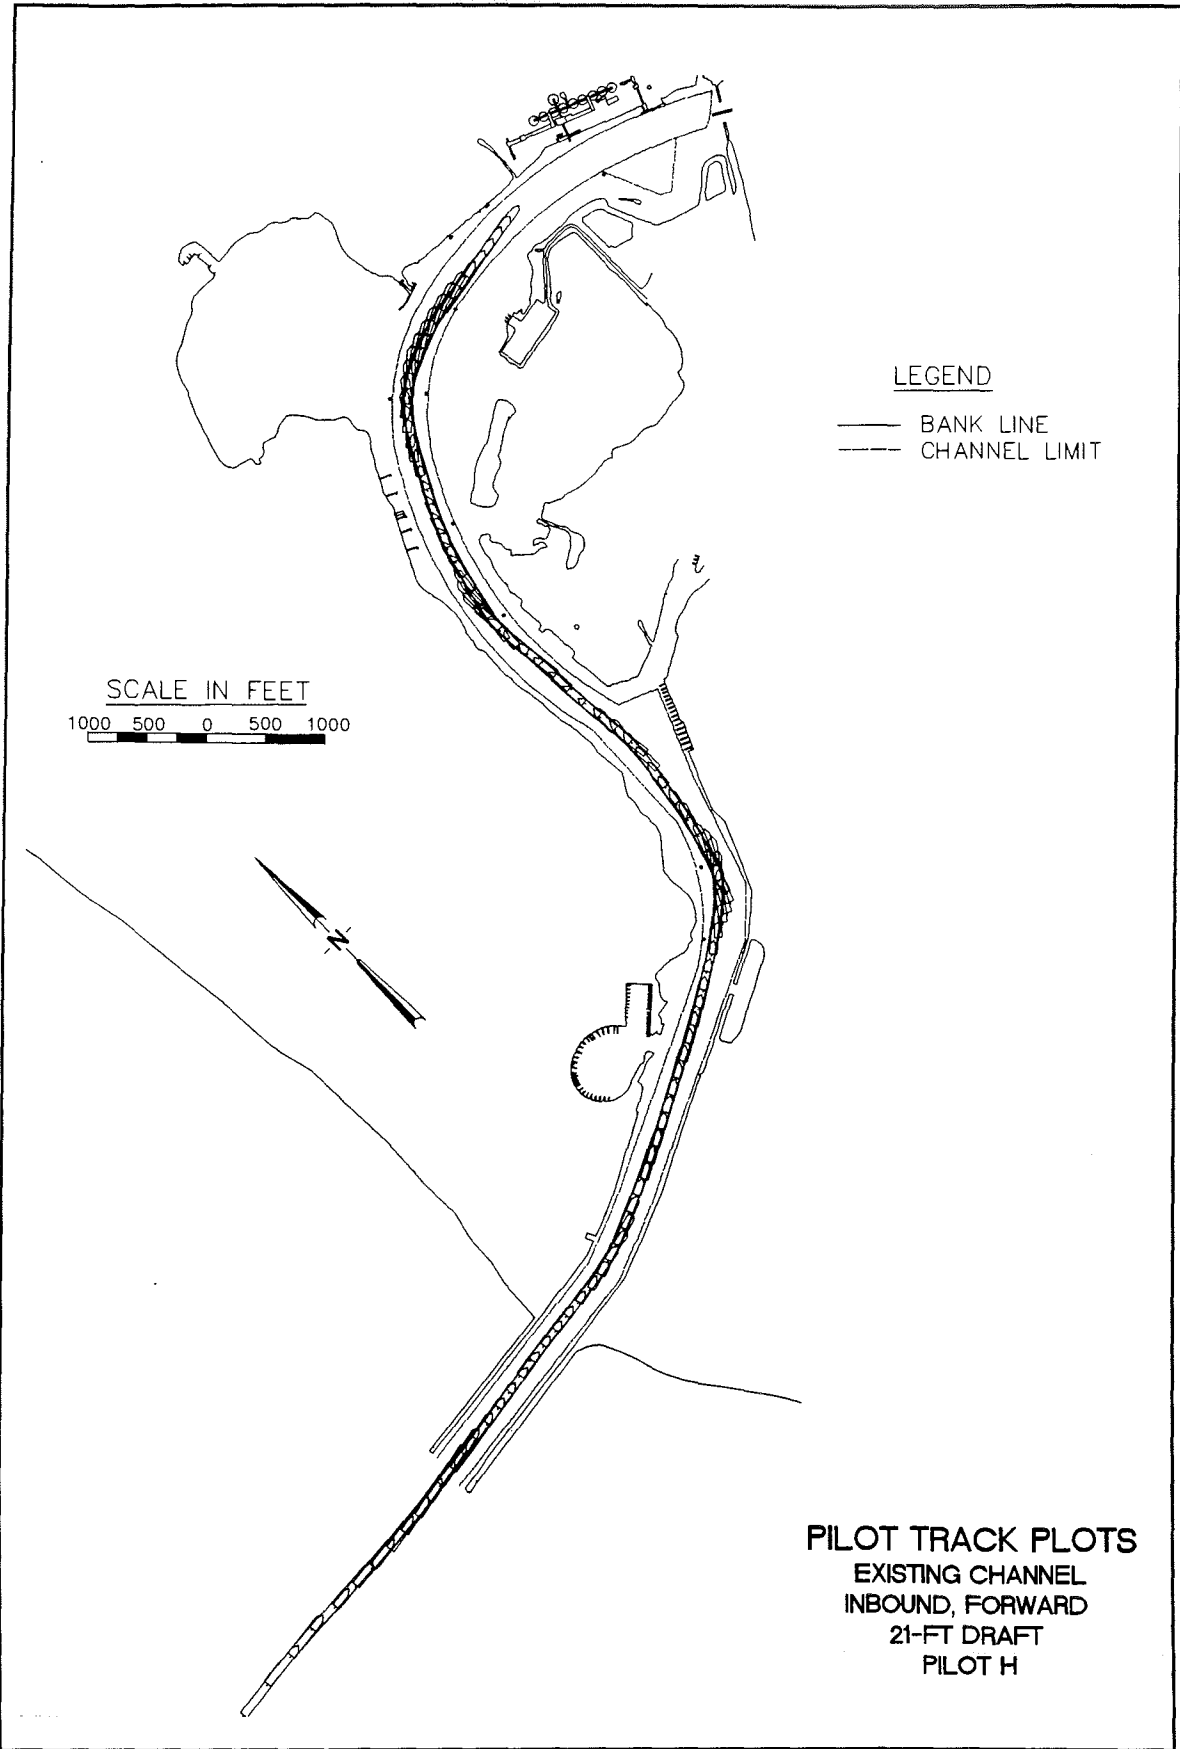 LEGEND
BANK LINE
CHANNEL LIMIT
SCALE IN FEET
1000 500 0 500 1000
N
PILOT TRACK PLOTS
EXISTING CHANNEL
INBOUND, FORWARD
21-FT DRAFT
PILOT H